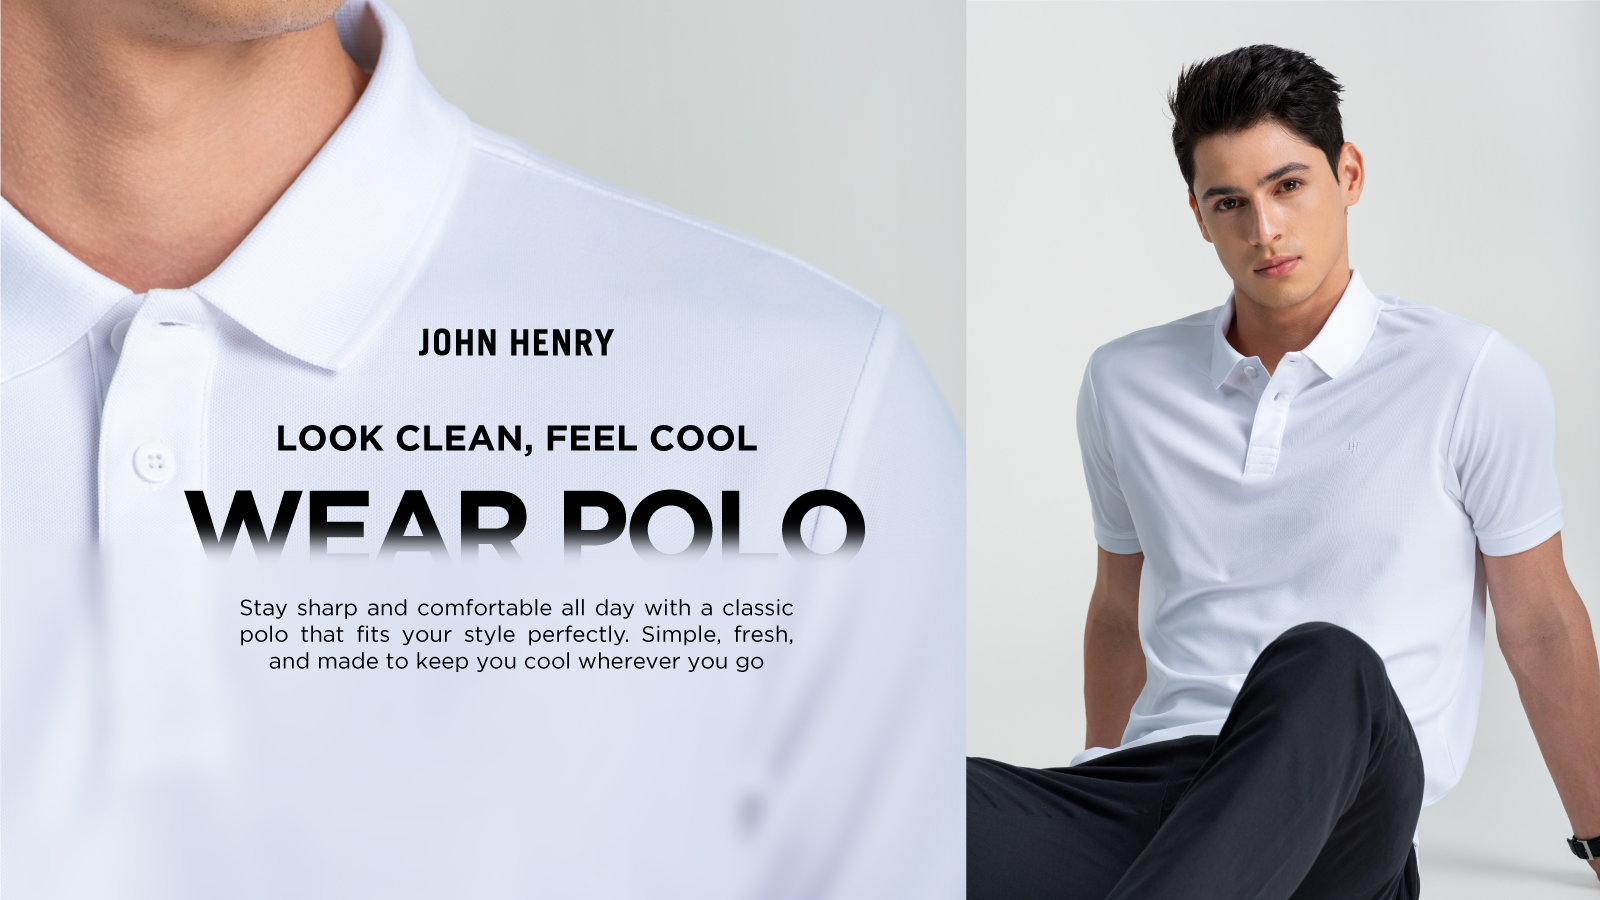 JOHN HENRY
LOOK CLEAN, FEEL COOL
WEAR POLO
Stay sharp and comfortable all day with a classic
polo that fits your style perfectly. Simple, fresh,
and made to keep you cool wherever you go